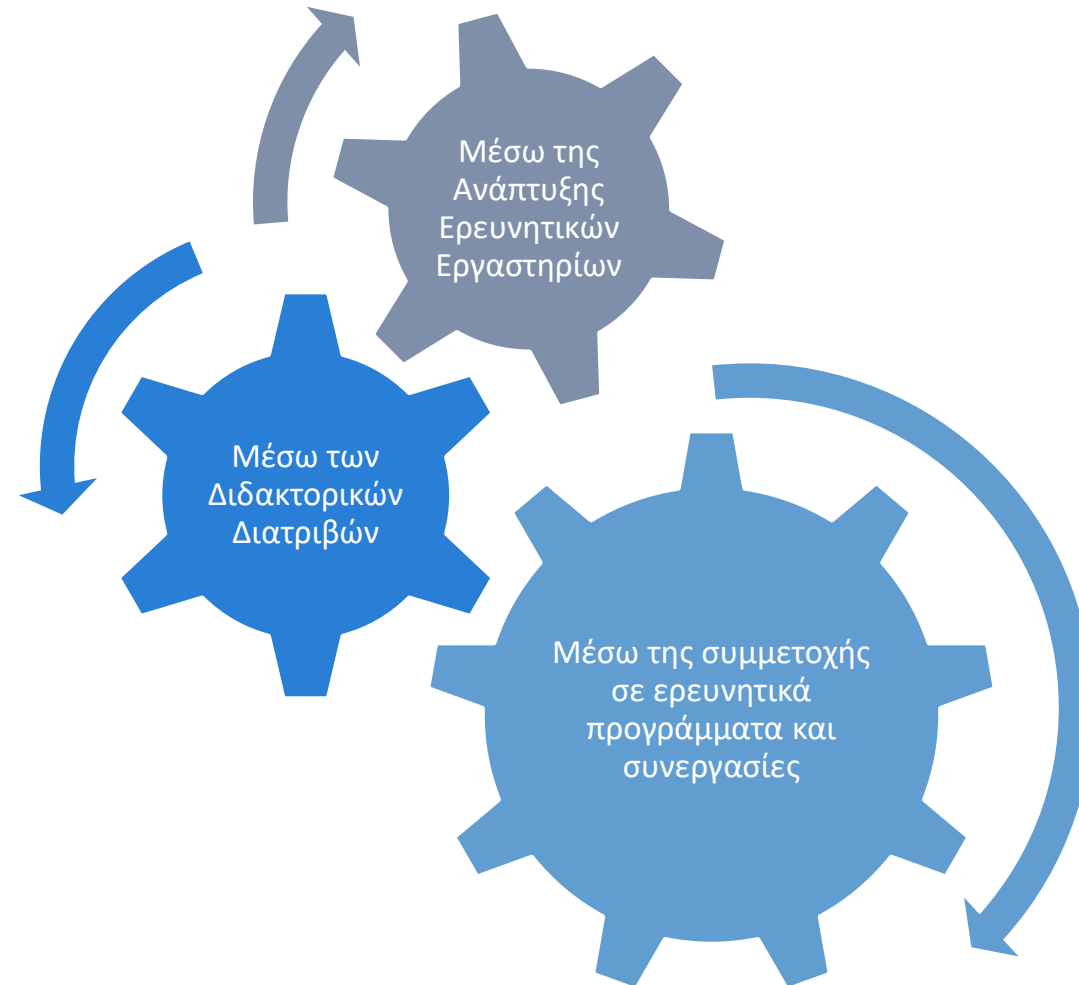 Μέσω της
Ανάπτυξης
Ερευνητικών
Εργαστηρίων
Μέσω των
Διδακτορικών
Διατριβών
Μέσω της συμμετοχής
σε ερευνητικά
προγράμματα και
συνεργασίες